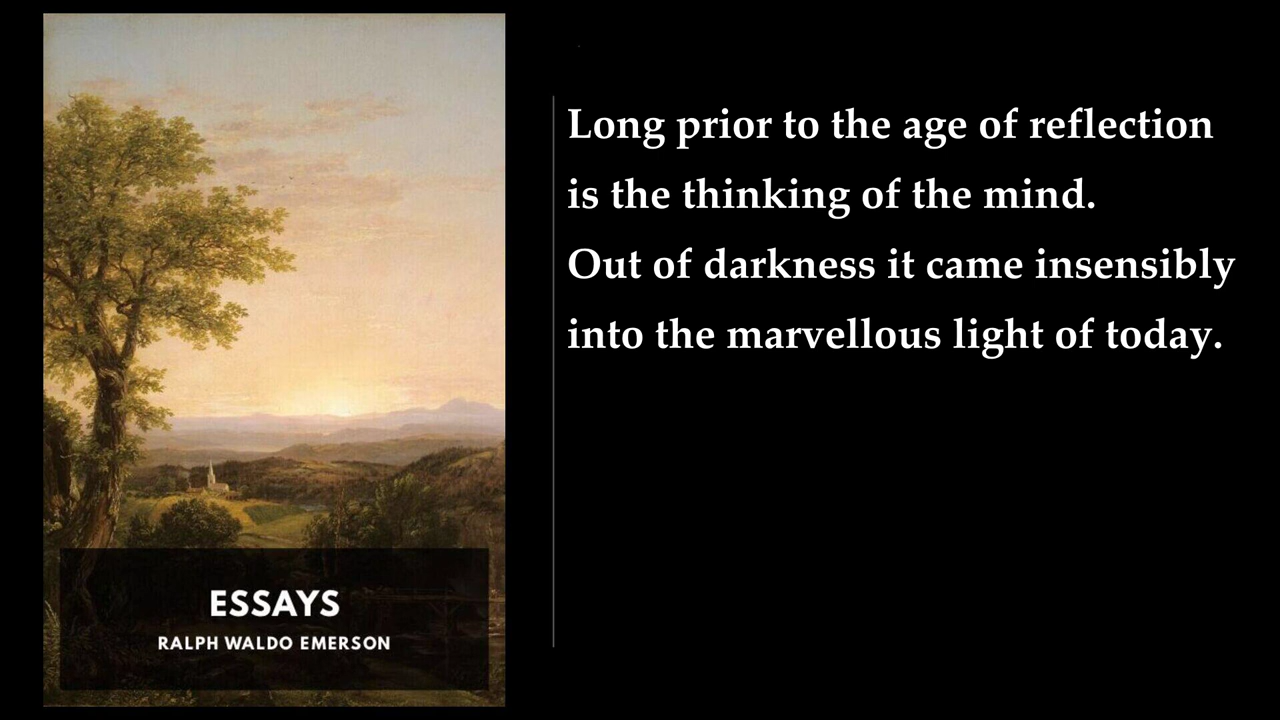 ESSAYS
RALPH WALDO EMERSON
Long prior to the age of reflection
is the thinking of the mind.
Out of darkness it came insensibly
into the marvellous light of today.